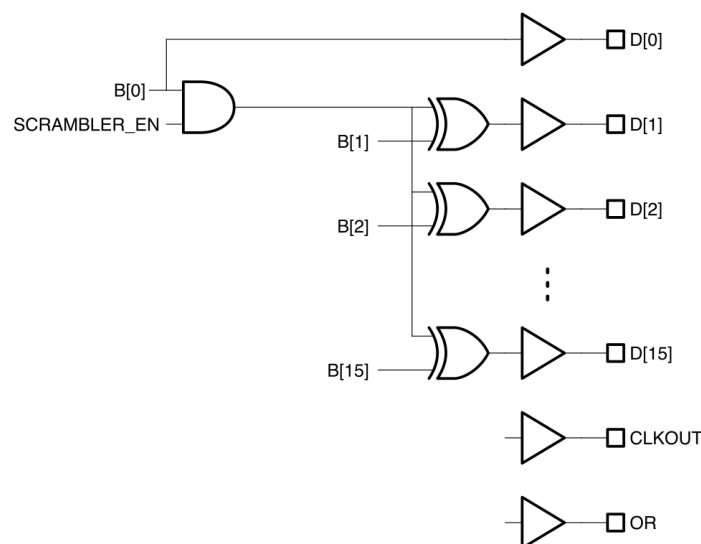 D[0]
B[0]
SCRAMBLER_EN
D[1]
B[1]
D[2]
B[2]
D[15]
B[15]
CLKOUT
OR